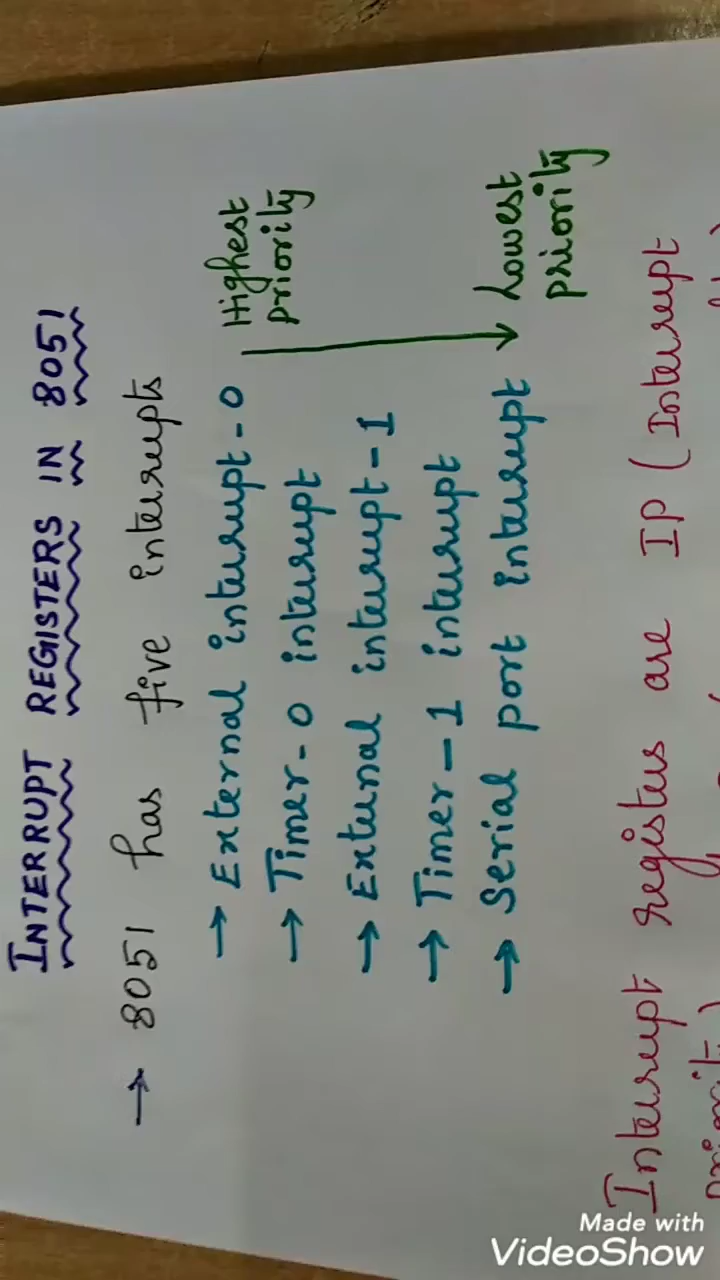 INTERRUPT REGISTERS IN 8051
→ 8051 has five interrupts
→ External interrupt-0 Highest priority
→ Timer-0 interrupt
→ External interrupt-1
→ Timer-1 interrupt
→ Serial port interrupt Lowest priority
Interrupt registers are IP (Interrupt
priority)
Made with
VideoShow